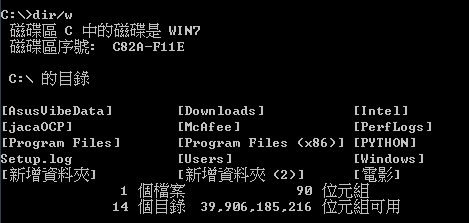 C:\>dir/w
磁碟區 C 中的磁碟是 WIN7
磁碟區序號:  C82A-F11E
C:\ 的目錄
[AsusVibeData] [Downloads] [Intel]
[jacaOCP] [McAfee] [PerfLogs]
[Program Files] [Program Files (x86)] [PYTHON]
Setup.log [Users] [Windows]
[新增資料夾] [新增資料夾 (2)] [電影]
1 個檔案 90 位元組
14 個目錄 39,906,185,216 位元組可用